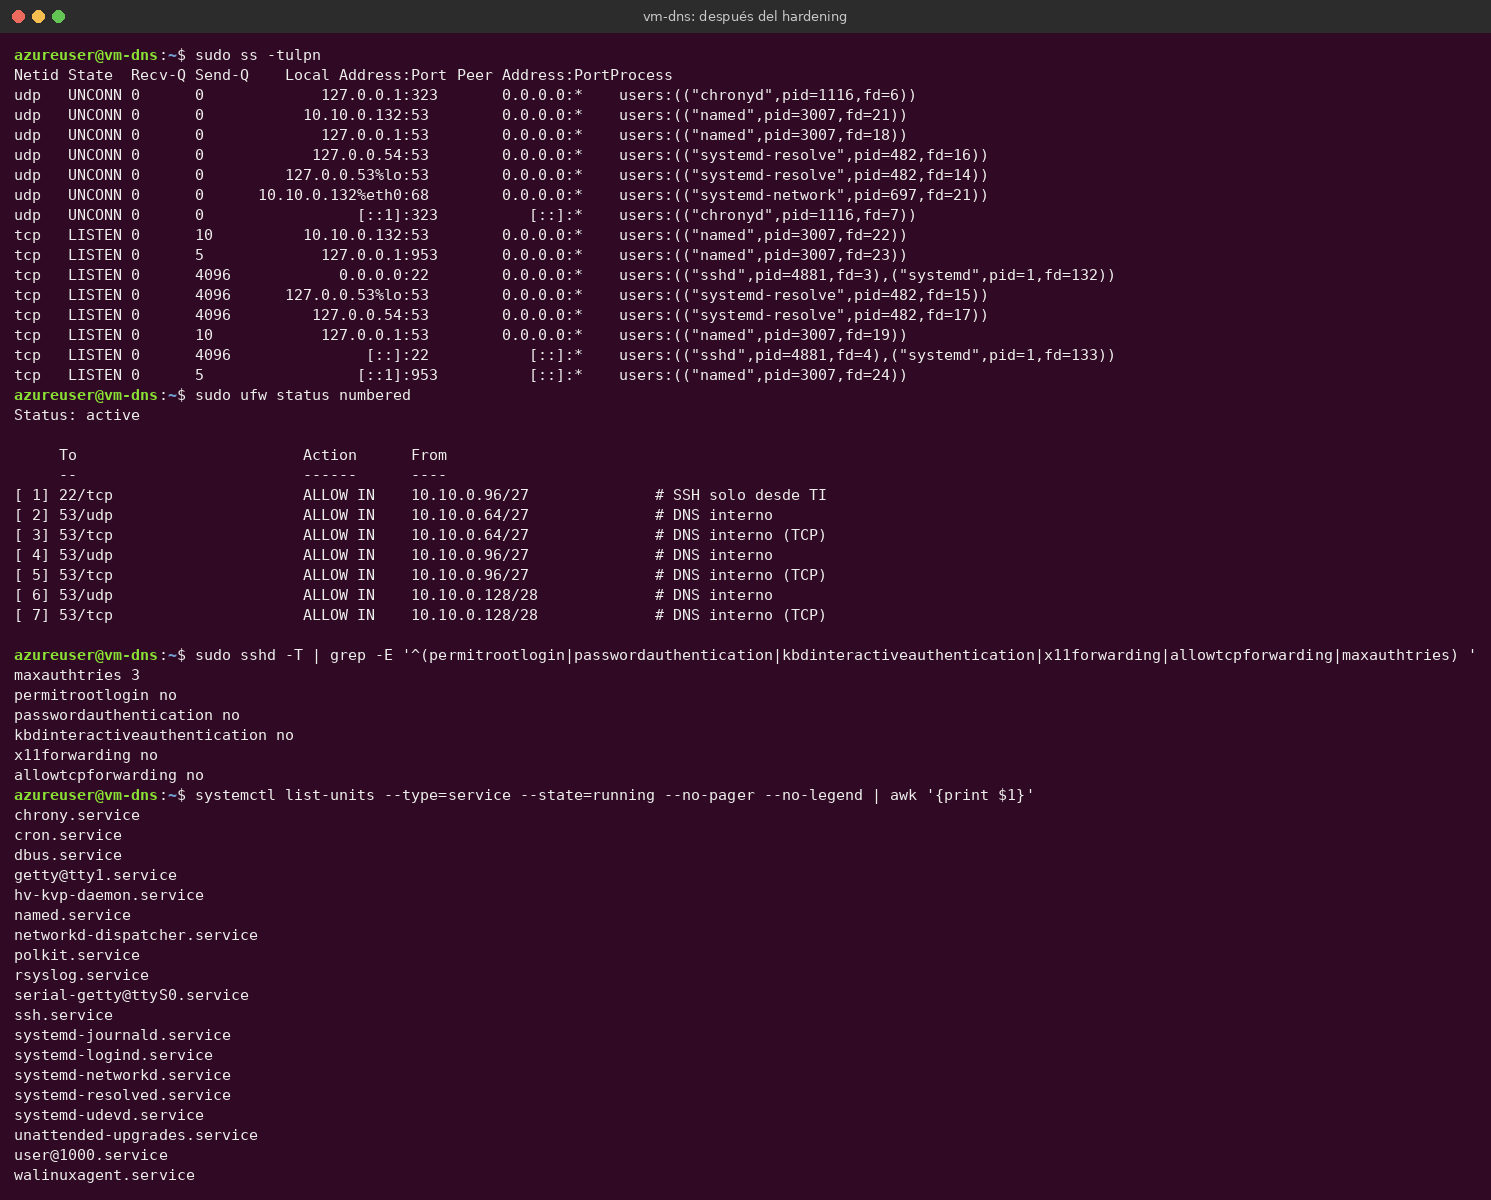 vm-dns: después del hardening
azureuser@vm-dns:~$ sudo ss -tulpn
Netid State  Recv-Q Send-Q    Local Address:Port Peer Address:PortProcess
udp   UNCONN 0      0             127.0.0.1:323       0.0.0.0:*    users:(("chronyd",pid=1116,fd=6))
udp   UNCONN 0      0           10.10.0.132:53        0.0.0.0:*    users:(("named",pid=3007,fd=21))
udp   UNCONN 0      0             127.0.0.1:53        0.0.0.0:*    users:(("named",pid=3007,fd=18))
udp   UNCONN 0      0            127.0.0.54:53        0.0.0.0:*    users:(("systemd-resolve",pid=482,fd=16))
udp   UNCONN 0      0         127.0.0.53%lo:53        0.0.0.0:*    users:(("systemd-resolve",pid=482,fd=14))
udp   UNCONN 0      0      10.10.0.132%eth0:68        0.0.0.0:*    users:(("systemd-network",pid=697,fd=21))
udp   UNCONN 0      0                 [::1]:323          [::]:*    users:(("chronyd",pid=1116,fd=7))
tcp   LISTEN 0      10          10.10.0.132:53        0.0.0.0:*    users:(("named",pid=3007,fd=22))
tcp   LISTEN 0      5             127.0.0.1:953       0.0.0.0:*    users:(("named",pid=3007,fd=23))
tcp   LISTEN 0      4096            0.0.0.0:22        0.0.0.0:*    users:(("sshd",pid=4881,fd=3),("systemd",pid=1,fd=132))
tcp   LISTEN 0      4096      127.0.0.53%lo:53        0.0.0.0:*    users:(("systemd-resolve",pid=482,fd=15))
tcp   LISTEN 0      4096         127.0.0.54:53        0.0.0.0:*    users:(("systemd-resolve",pid=482,fd=17))
tcp   LISTEN 0      10            127.0.0.1:53        0.0.0.0:*    users:(("named",pid=3007,fd=19))
tcp   LISTEN 0      4096               [::]:22           [::]:*    users:(("sshd",pid=4881,fd=4),("systemd",pid=1,fd=133))
tcp   LISTEN 0      5                 [::1]:953          [::]:*    users:(("named",pid=3007,fd=24))
azureuser@vm-dns:~$ sudo ufw status numbered
Status: active
     To                         Action      From
     --                         ------      ----
[ 1] 22/tcp                     ALLOW IN    10.10.0.96/27              # SSH solo desde TI
[ 2] 53/udp                     ALLOW IN    10.10.0.64/27              # DNS interno
[ 3] 53/tcp                     ALLOW IN    10.10.0.64/27              # DNS interno (TCP)
[ 4] 53/udp                     ALLOW IN    10.10.0.96/27              # DNS interno
[ 5] 53/tcp                     ALLOW IN    10.10.0.96/27              # DNS interno (TCP)
[ 6] 53/udp                     ALLOW IN    10.10.0.128/28             # DNS interno
[ 7] 53/tcp                     ALLOW IN    10.10.0.128/28             # DNS interno (TCP)
azureuser@vm-dns:~$ sudo sshd -T | grep -E '^(permitrootlogin|passwordauthentication|kbdinteractiveauthentication|x11forwarding|allowtcpforwarding|maxauthtries) '
maxauthtries 3
permitrootlogin no
passwordauthentication no
kbdinteractiveauthentication no
x11forwarding no
allowtcpforwarding no
azureuser@vm-dns:~$ systemctl list-units --type=service --state=running --no-pager --no-legend | awk '{print $1}'
chrony.service
cron.service
dbus.service
getty@tty1.service
hv-kvp-daemon.service
named.service
networkd-dispatcher.service
polkit.service
rsyslog.service
serial-getty@ttyS0.service
ssh.service
systemd-journald.service
systemd-logind.service
systemd-networkd.service
systemd-resolved.service
systemd-udevd.service
unattended-upgrades.service
user@1000.service
walinuxagent.service